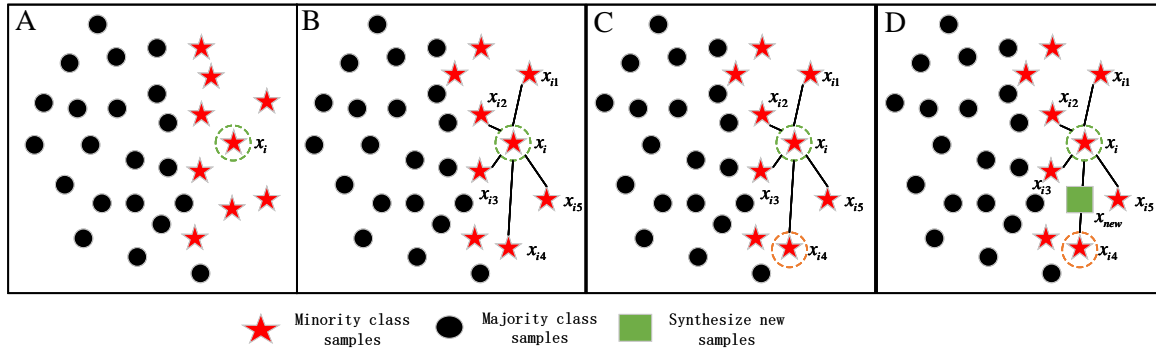 A
B
C
D
x_i
x_i1
x_i2
x_i
x_i3
x_i5
x_i4
x_i1
x_i2
x_i
x_i3
x_i5
x_i4
x_i1
x_i2
x_i
x_i3
x_i5
x_new
x_i4
Minority class
samples
Majority class
samples
Synthesize new
samples